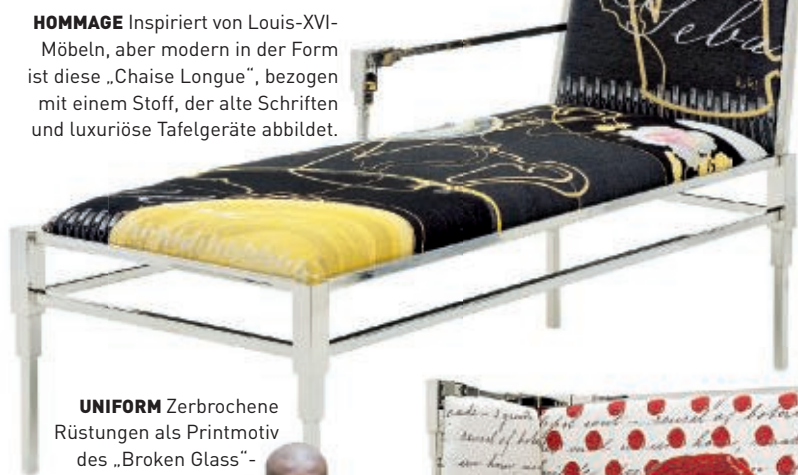 HOMMAGE Inspiriert von Louis-XVI-
Möbeln, aber modern in der Form
ist diese „Chaise Longue“, bezogen
mit einem Stoff, der alte Schriften
und luxuriöse Tafelgeräte abbildet.
UNIFORM Zerbrochene
Rüstungen als Printmotiv
des „Broken Glass“-